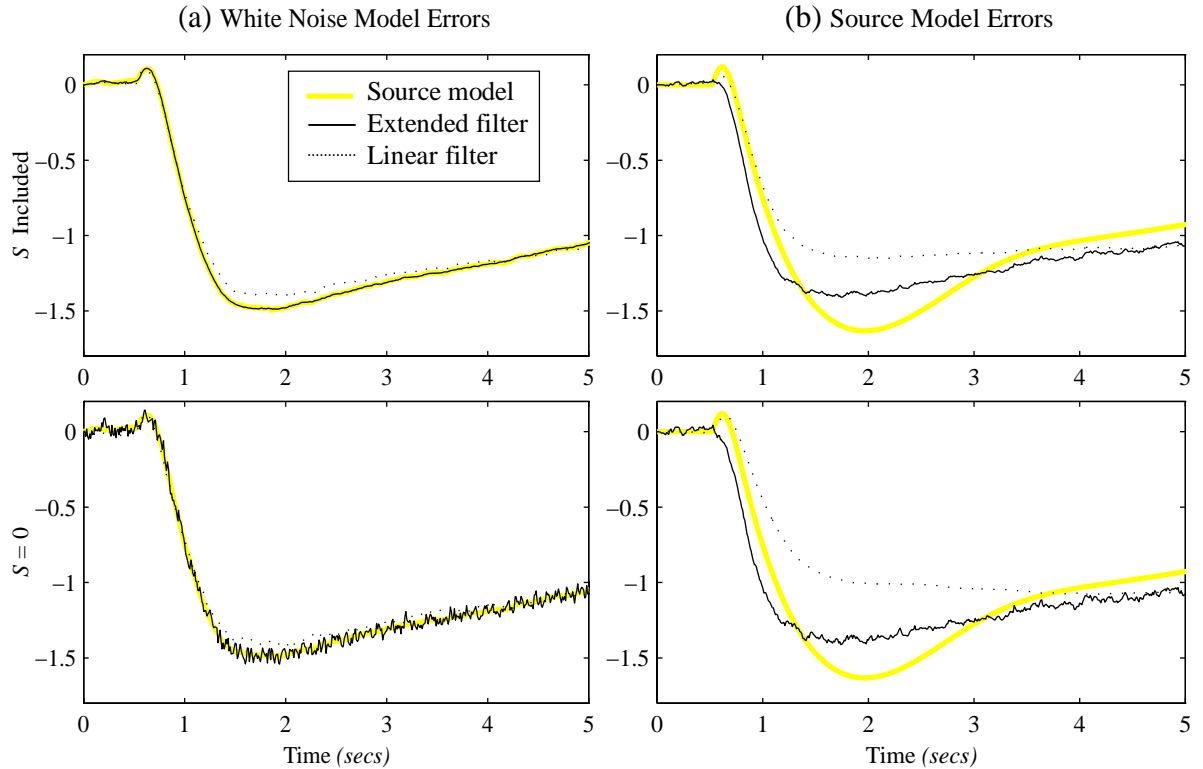 (a) White Noise Model Errors
(b) Source Model Errors
S Included
0
−0.5
−1
−1.5
0 1 2 3 4 5
Source model
Extended filter
Linear filter
0
−0.5
−1
−1.5
0 1 2 3 4 5
S = 0
0
−0.5
−1
−1.5
0 1 2 3 4 5
Time (secs)
0
−0.5
−1
−1.5
0 1 2 3 4 5
Time (secs)